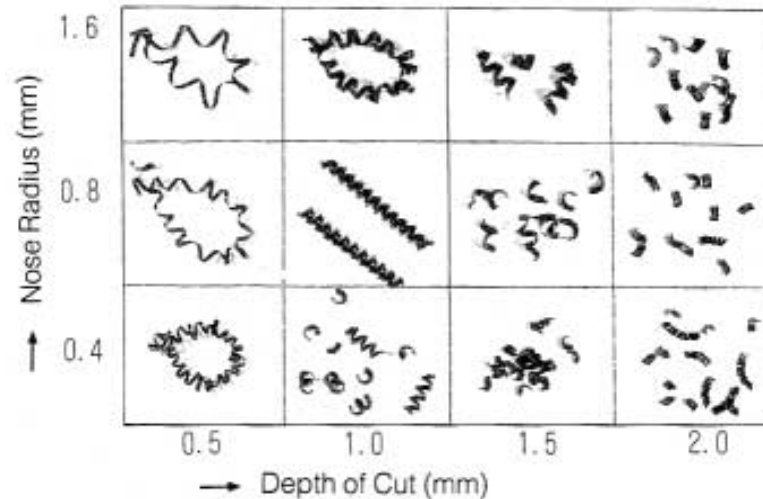 1.6
0.8
0.4
→ Nose Radius (mm)
0.5 1.0 1.5 2.0
→ Depth of Cut (mm)